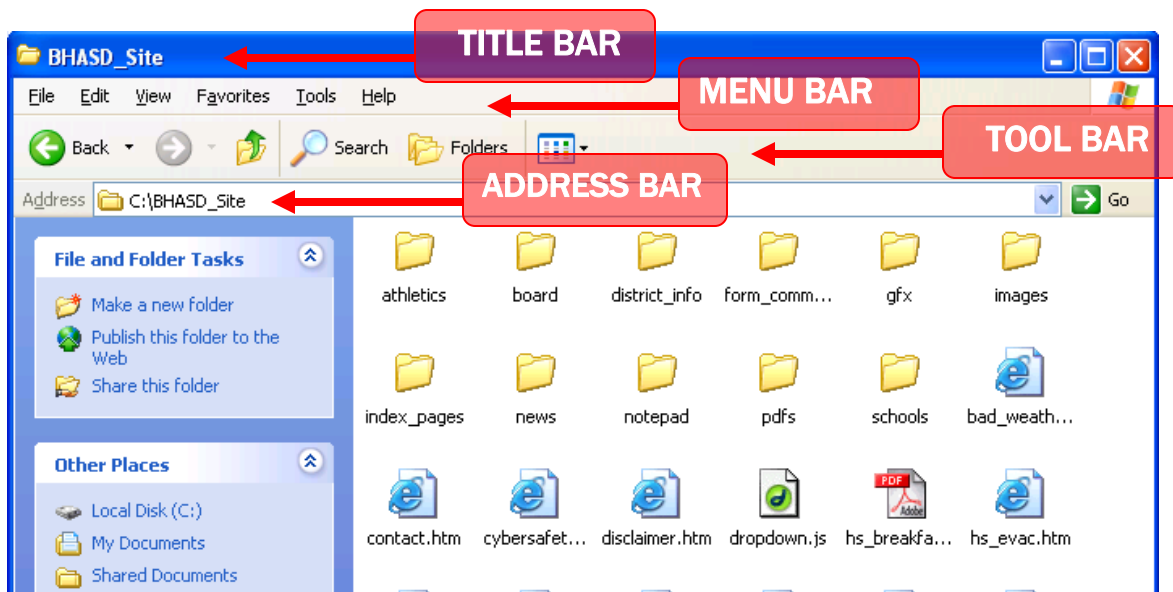 BHASD_Site
TITLE BAR
File Edit View Favorites Tools Help
MENU BAR
Back Search Folders
TOOL BAR
Address C:\BHASD_Site Go
ADDRESS BAR
File and Folder Tasks
Make a new folder
Publish this folder to the
Web
Share this folder
Other Places
Local Disk (C:)
My Documents
Shared Documents
athletics board district_info form_comm... gfx images
index_pages news notepad pdfs schools bad_weath...
contact.htm cybersafet... disclaimer.htm dropdown.js hs_breakfa... hs_evac.htm
PDF
Adobe